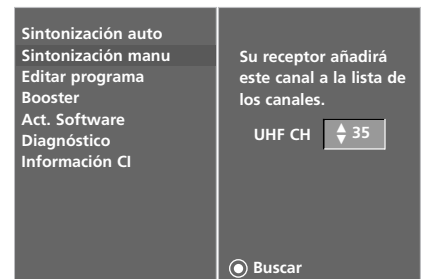 Sintonización auto
Sintonización manu
Editar programa
Booster
Act. Software
Diagnóstico
Información CI
Su receptor añadirá
este canal a la lista de
los canales.
UHF CH 35
Buscar